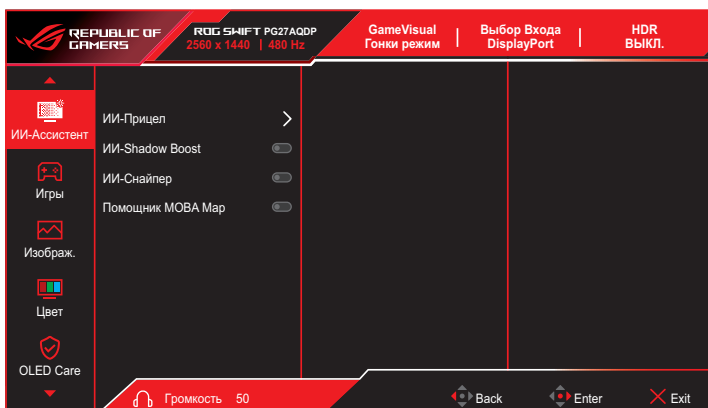 REPUBLIC OF
GAMERS
ROG SWIFT PG27AQDP
2560 x 1440 | 480 Hz
GameVisual
Гонки режим
Выбор Входа
DisplayPort
HDR
ВЫКЛ.
ИИ-Ассистент
Игры
Изображ.
Цвет
OLED Care
ИИ-Прицел
ИИ-Shadow Boost
ИИ-Снайпер
Помощник MOBA Map
Громкость 50
Back
Enter
Exit